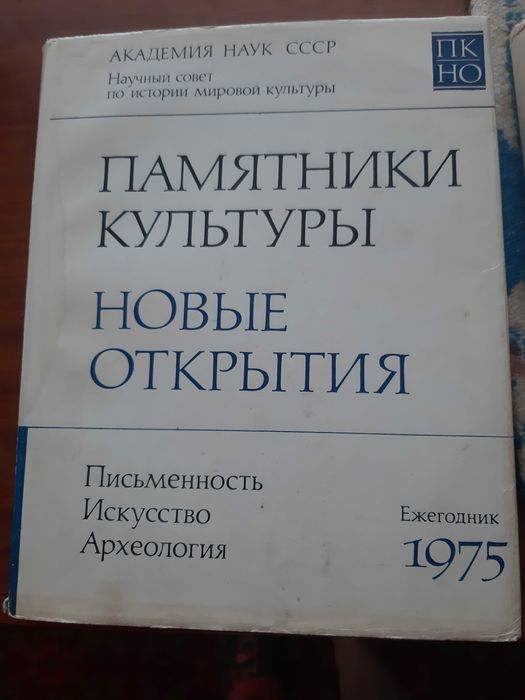 АКАДЕМИЯ НАУК СССР
Научный совет
по истории мировой культуры
ПК
НО
ПАМЯТНИКИ
КУЛЬТУРЫ
НОВЫЕ
ОТКРЫТИЯ
Письменность
Искусство
Археология
Ежегодник
1975